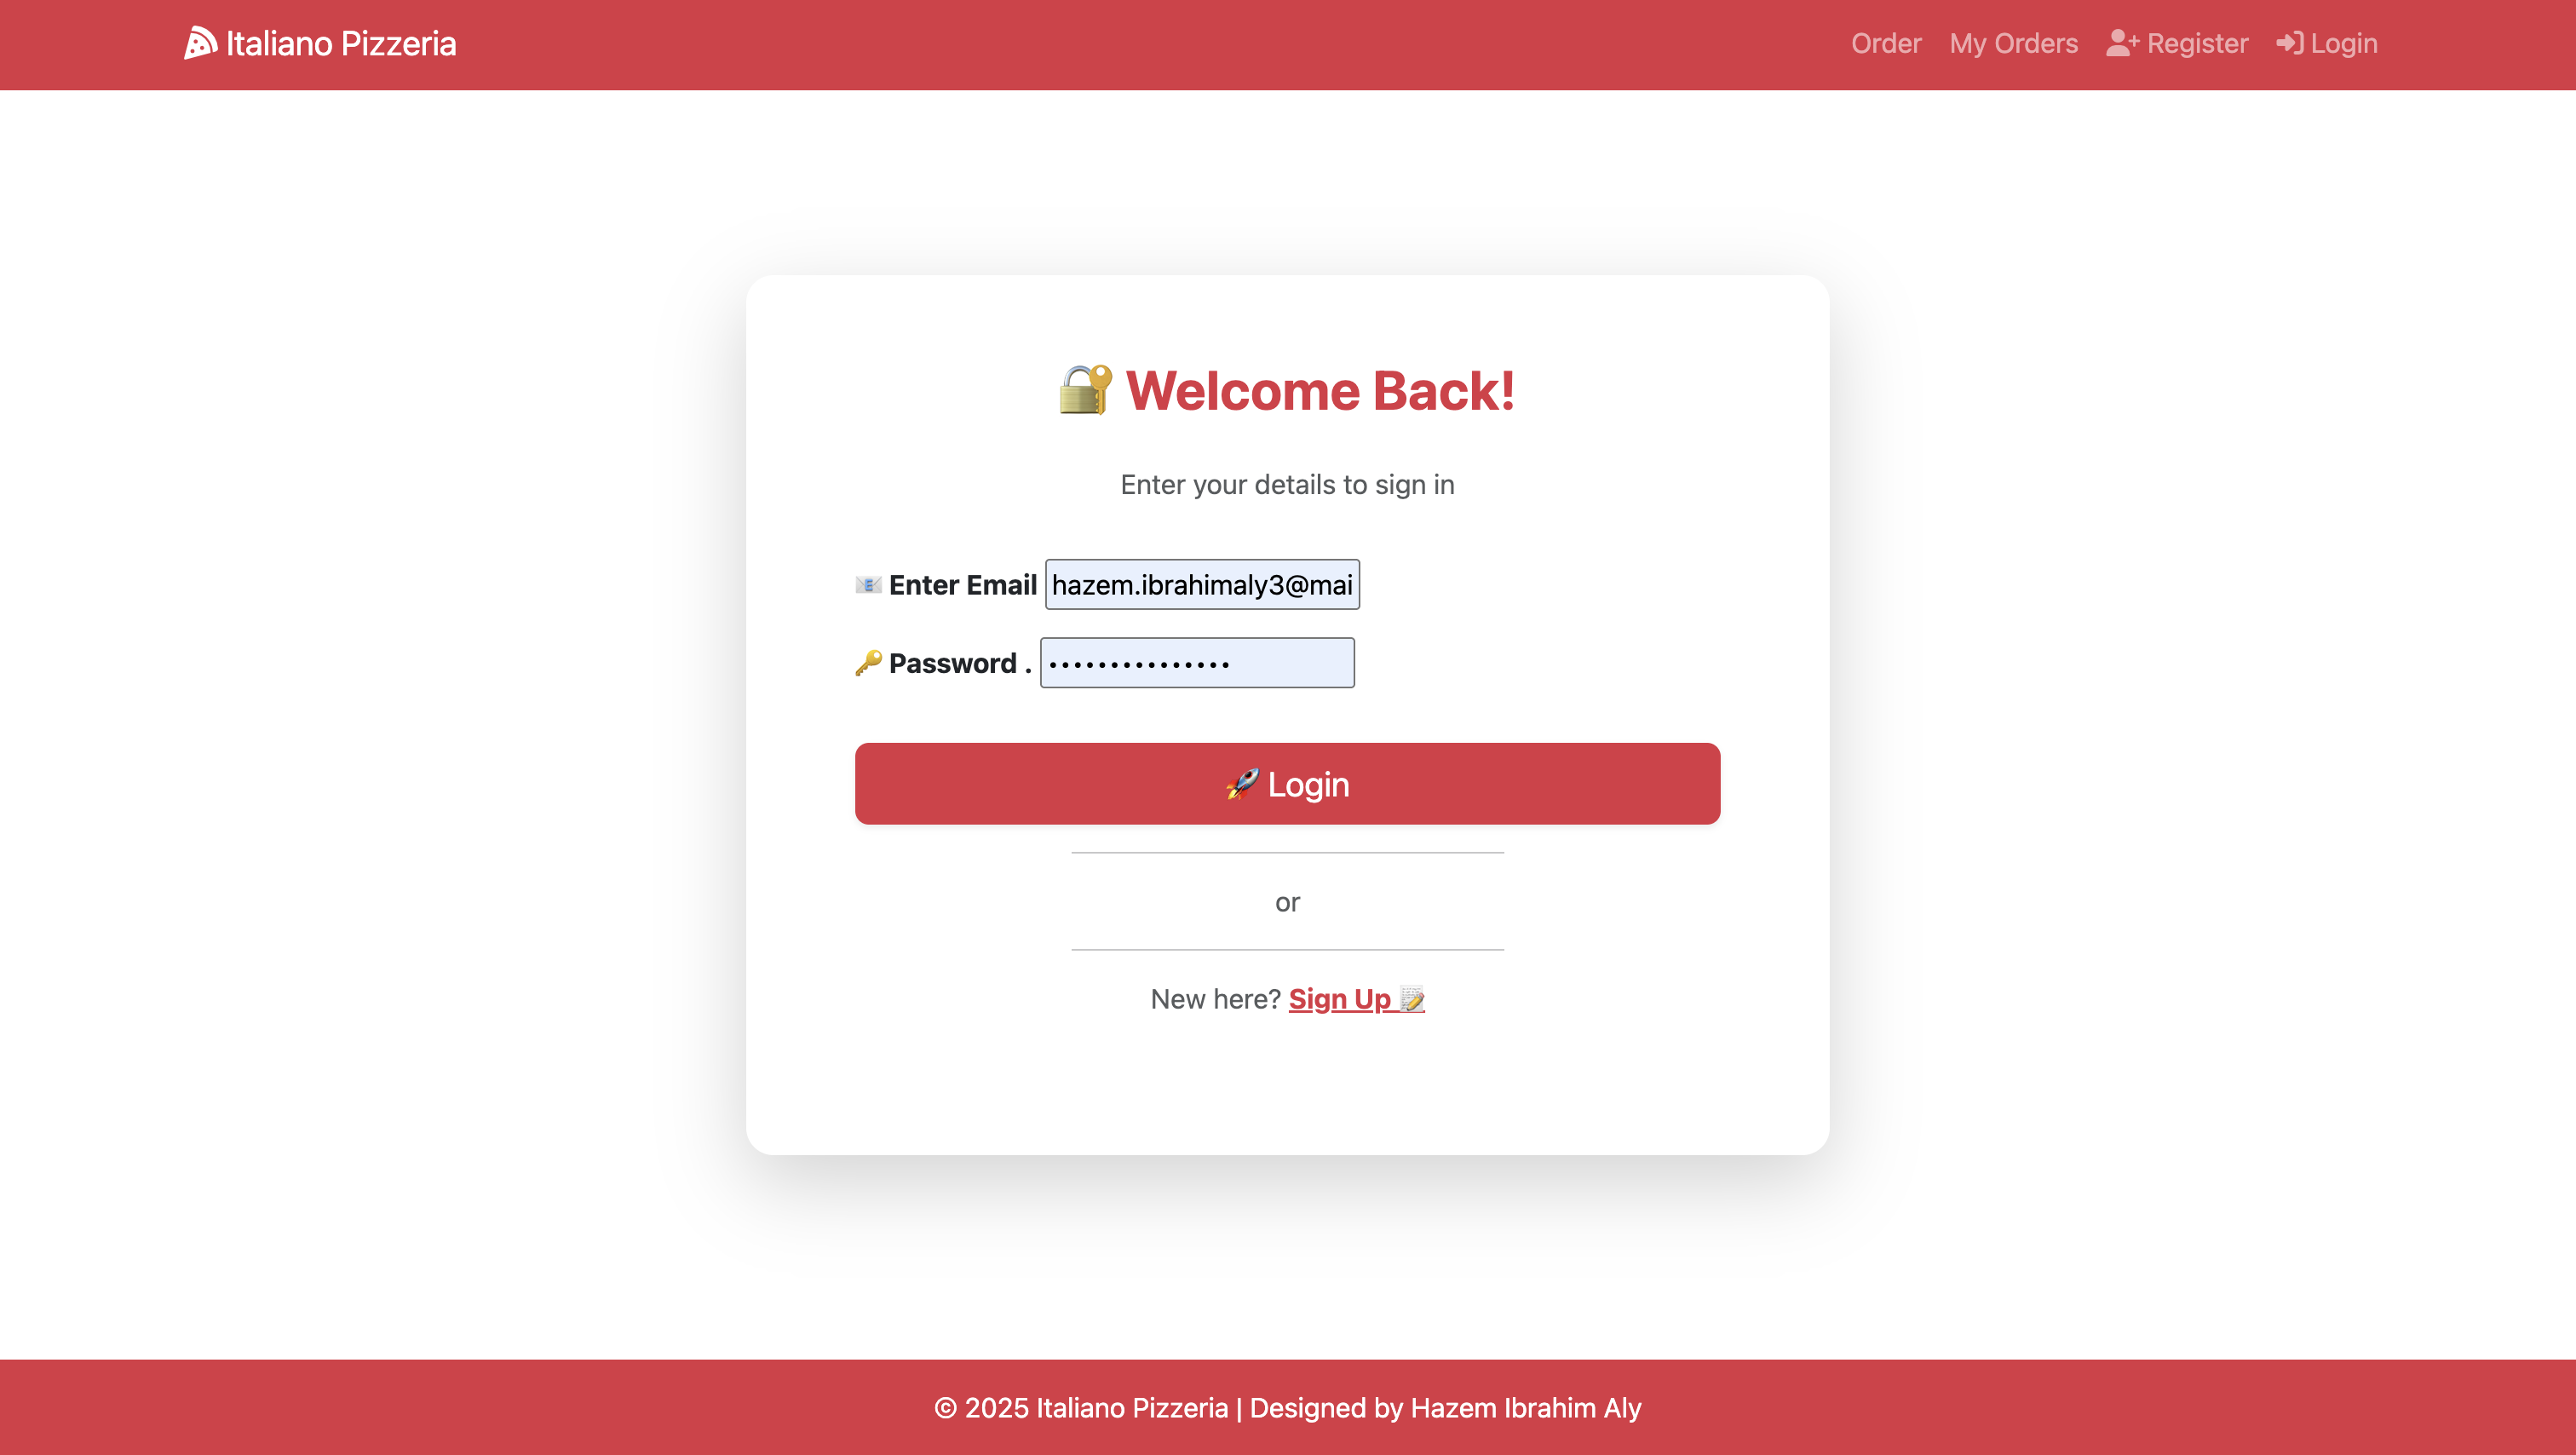 Italiano Pizzeria
Order My Orders Register Login
🔐 Welcome Back!
Enter your details to sign in
📧 Enter Email hazem.ibrahimaly3@mai
🔑 Password . •••••••••••••••
🚀 Login
or
New here? Sign Up 📝
© 2025 Italiano Pizzeria | Designed by Hazem Ibrahim Aly